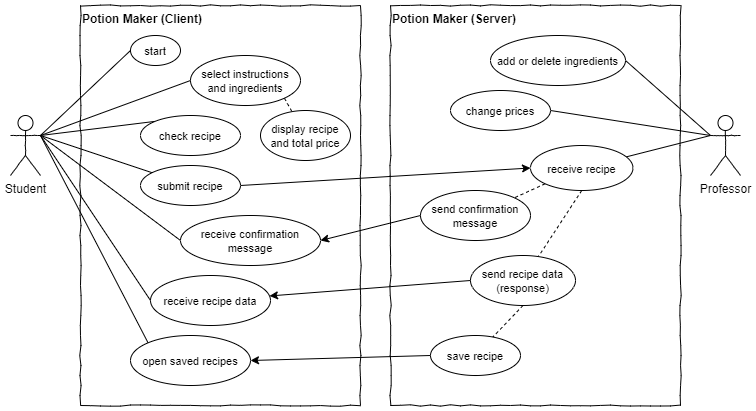 Potion Maker (Client)
start
select instructions
and ingredients
display recipe
and total price
check recipe
submit recipe
receive confirmation
message
receive recipe data
open saved recipes
Student
Potion Maker (Server)
add or delete ingredients
change prices
receive recipe
send confirmation
message
send recipe data
(response)
save recipe
Professor